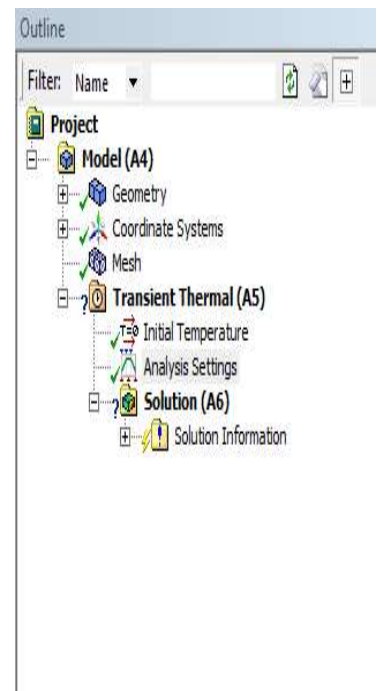 Outline
Filter: Name
Project
Model (A4)
Geometry
Coordinate Systems
Mesh
Transient Thermal (A5)
T=0 Initial Temperature
Analysis Settings
Solution (A6)
Solution Information